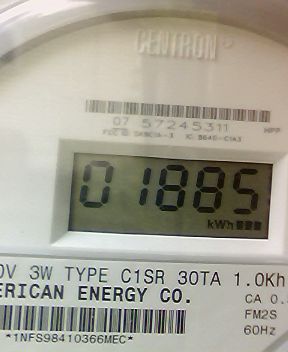 CENTRON
07 57245311 HPP
01885
kWh
0V 3W TYPE C1SR 30TA 1.0Kh
ERICAN ENERGY CO.
CA 0.
FM2S
60Hz
*1NFS98410366MEC*